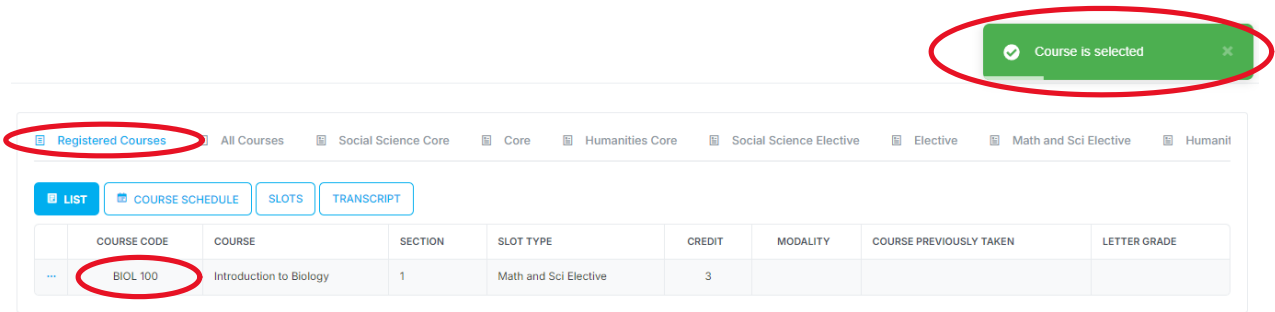 Course is selected
Registered Courses All Courses Social Science Core Core Humanities Core Social Science Elective Elective Math and Sci Elective Humanit
LIST COURSE SCHEDULE SLOTS TRANSCRIPT
COURSE CODE COURSE SECTION SLOT TYPE CREDIT MODALITY COURSE PREVIOUSLY TAKEN LETTER GRADE
... BIOL 100 Introduction to Biology 1 Math and Sci Elective 3